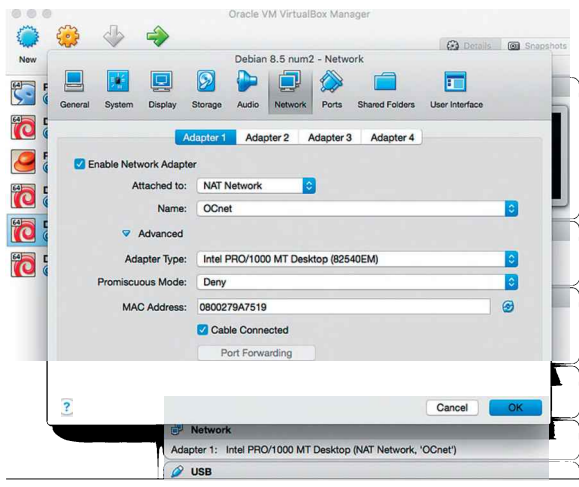 Oracle VM VirtualBox Manager
New
Details
Snapshots
Debian 8.5 num2 - Network
General
System
Display
Storage
Audio
Network
Ports
Shared Folders
User Interface
Adapter 1
Adapter 2
Adapter 3
Adapter 4
Enable Network Adapter
Attached to:
NAT Network
Name:
OCnet
Advanced
Adapter Type:
Intel PRO/1000 MT Desktop (82540EM)
Promiscuous Mode:
Deny
MAC Address:
0800279A7519
Cable Connected
Port Forwarding
?
Cancel
OK
Network
Adapter 1: Intel PRO/1000 MT Desktop (NAT Network, 'OCnet')
USB